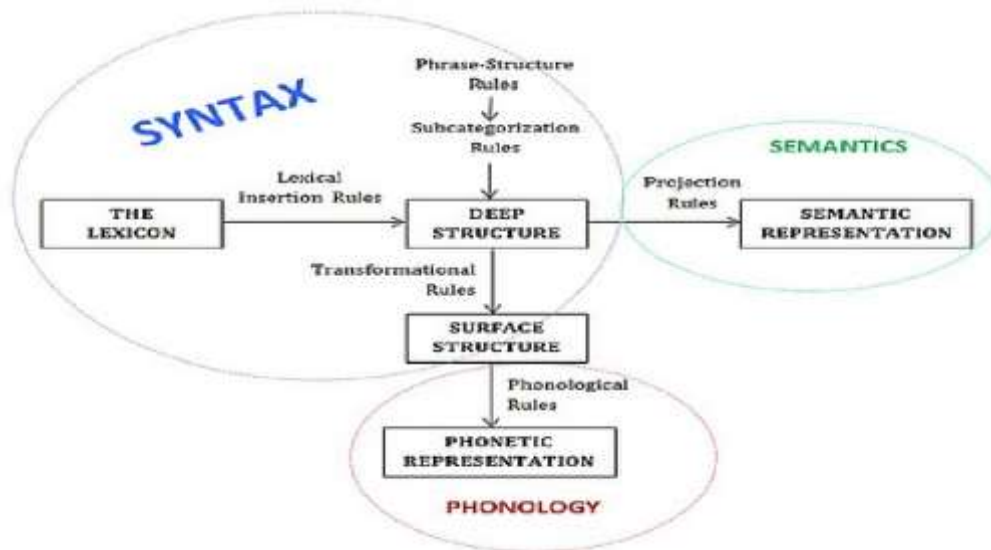 Phrase-Structure
Rules
SYNTAX
Subcategorization
Rules
SEMANTICS
Lexical
Insertion Rules
Projection
Rules
THE
LEXICON
DEEP
STRUCTURE
SEMANTIC
REPRESENTATION
Transformational
Rules
SURFACE
STRUCTURE
Phonological
Rules
PHONETIC
REPRESENTATION
PHONOLOGY